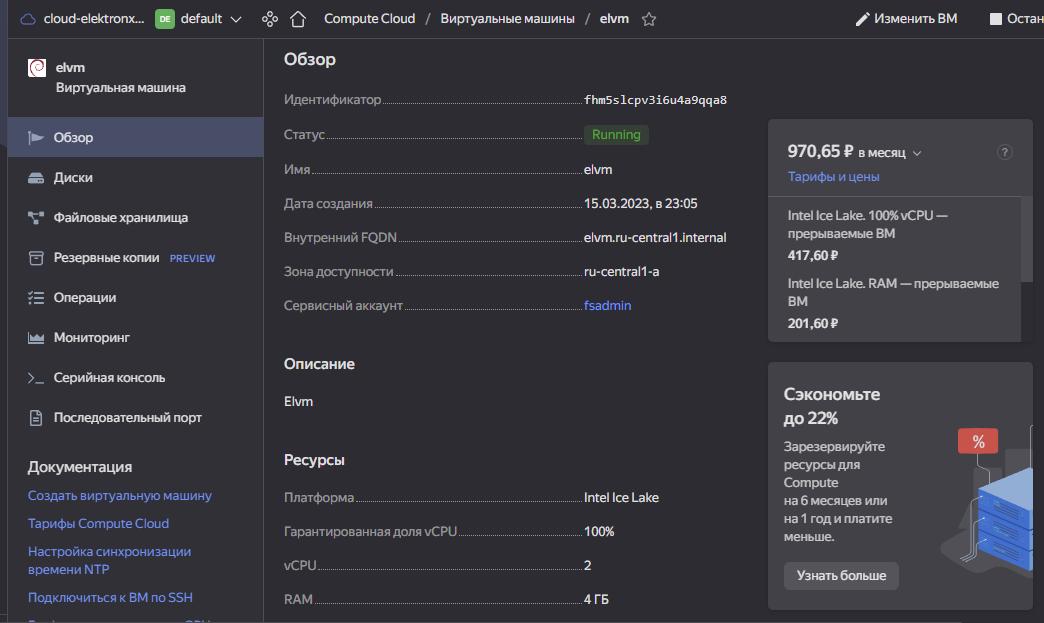 cloud-elektronx...
DE
default
Compute Cloud / Виртуальные машины / elvm
Изменить ВМ
Остан
elvm
Виртуальная машина
Обзор
Диски
Файловые хранилища
Резервные копии PREVIEW
Операции
Мониторинг
Серийная консоль
Последовательный порт
Документация
Создать виртуальную машину
Тарифы Compute Cloud
Настройка синхронизации
времени NTP
Подключиться к ВМ по SSH
Обзор
Идентификатор fhm5slcpv3i6u4a9qqa8
Статус Running
Имя elvm
Дата создания 15.03.2023, в 23:05
Внутренний FQDN elvm.ru-central1.internal
Зона доступности ru-central1-a
Сервисный аккаунт fsadmin
Описание
Elvm
Ресурсы
Платформа Intel Ice Lake
Гарантированная доля vCPU 100%
vCPU 2
RAM 4 ГБ
970,65 ₽ в месяц
?
Тарифы и цены
Intel Ice Lake. 100% vCPU —
прерываемые ВМ
417,60 ₽
Intel Ice Lake. RAM — прерываемые
ВМ
201,60 ₽
Сэкономьте
до 22%
Зарезервируйте
ресурсы для
Compute
на 6 месяцев или
на 1 год и платите
меньше.
%
Узнать больше